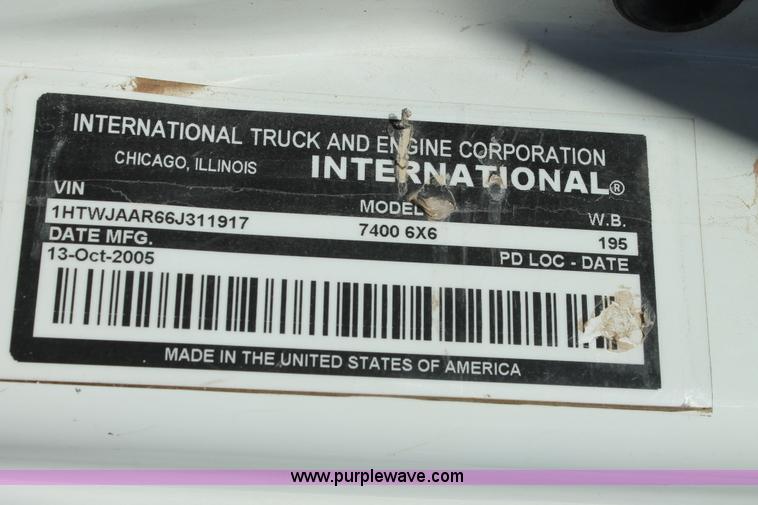 INTERNATIONAL TRUCK AND ENGINE CORPORATION
CHICAGO, ILLINOIS INTERNATIONAL®
VIN MODEL W.B.
1HTWJAAR66J311917 7400 6X6 195
DATE MFG. PD LOC - DATE
13-Oct-2005
MADE IN THE UNITED STATES OF AMERICA
www.purplewave.com